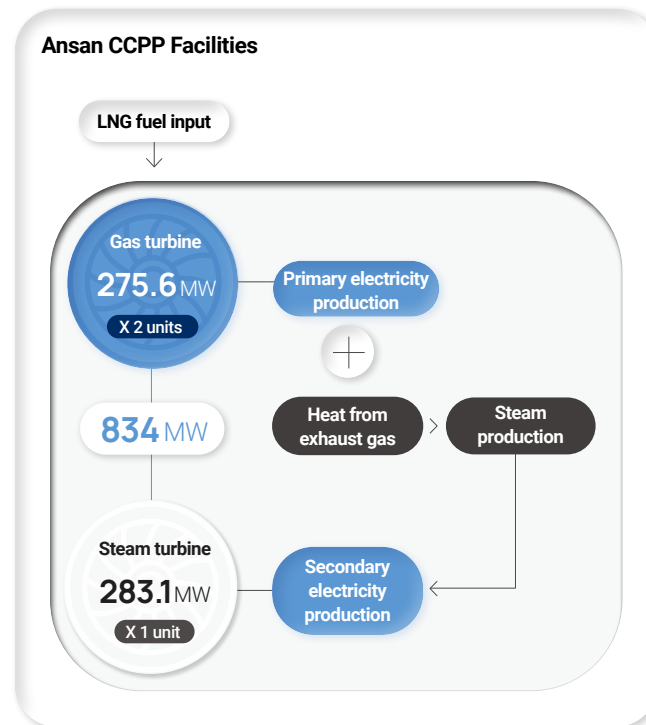 Ansan CCPP Facilities
LNG fuel input
Gas turbine
275.6 MW
X 2 units
Primary electricity
production
834 MW
Heat from
exhaust gas
Steam
production
Steam turbine
283.1 MW
X 1 unit
Secondary
electricity
production